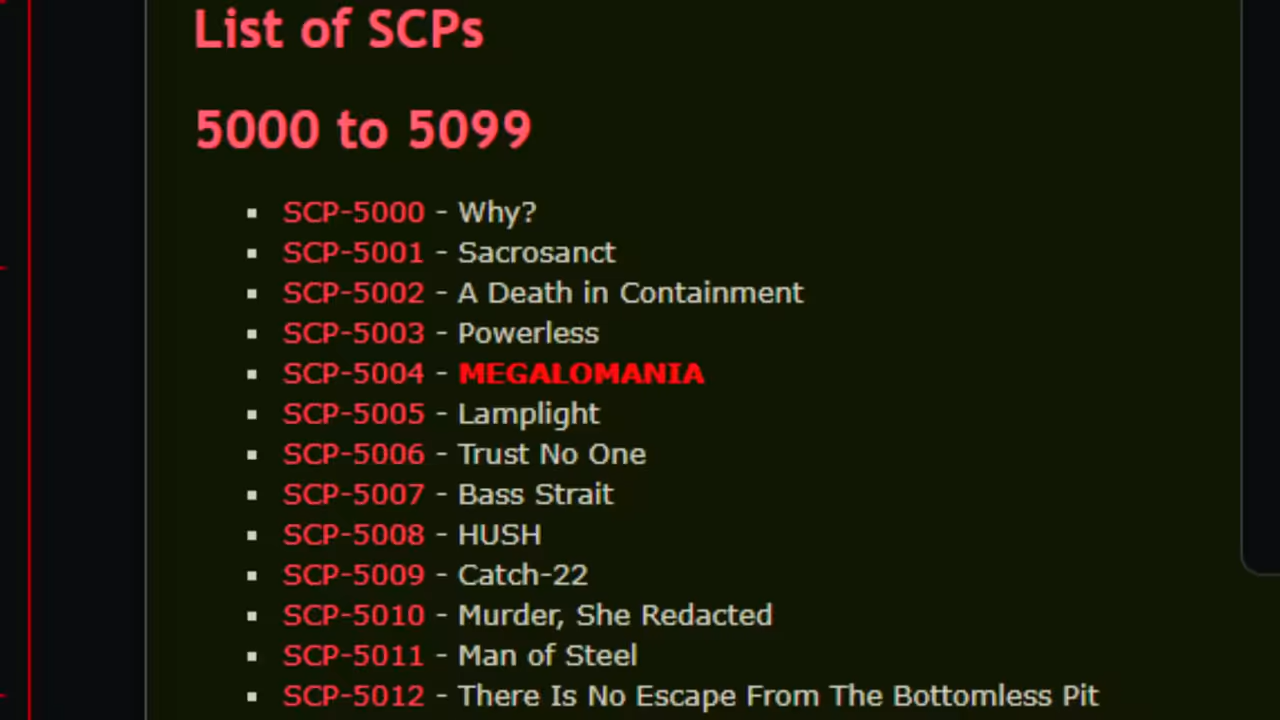 List of SCPs
5000 to 5099
SCP-5000 - Why?
SCP-5001 - Sacrosanct
SCP-5002 - A Death in Containment
SCP-5003 - Powerless
SCP-5004 - MEGALOMANIA
SCP-5005 - Lamplight
SCP-5006 - Trust No One
SCP-5007 - Bass Strait
SCP-5008 - HUSH
SCP-5009 - Catch-22
SCP-5010 - Murder, She Redacted
SCP-5011 - Man of Steel
SCP-5012 - There Is No Escape From The Bottomless Pit